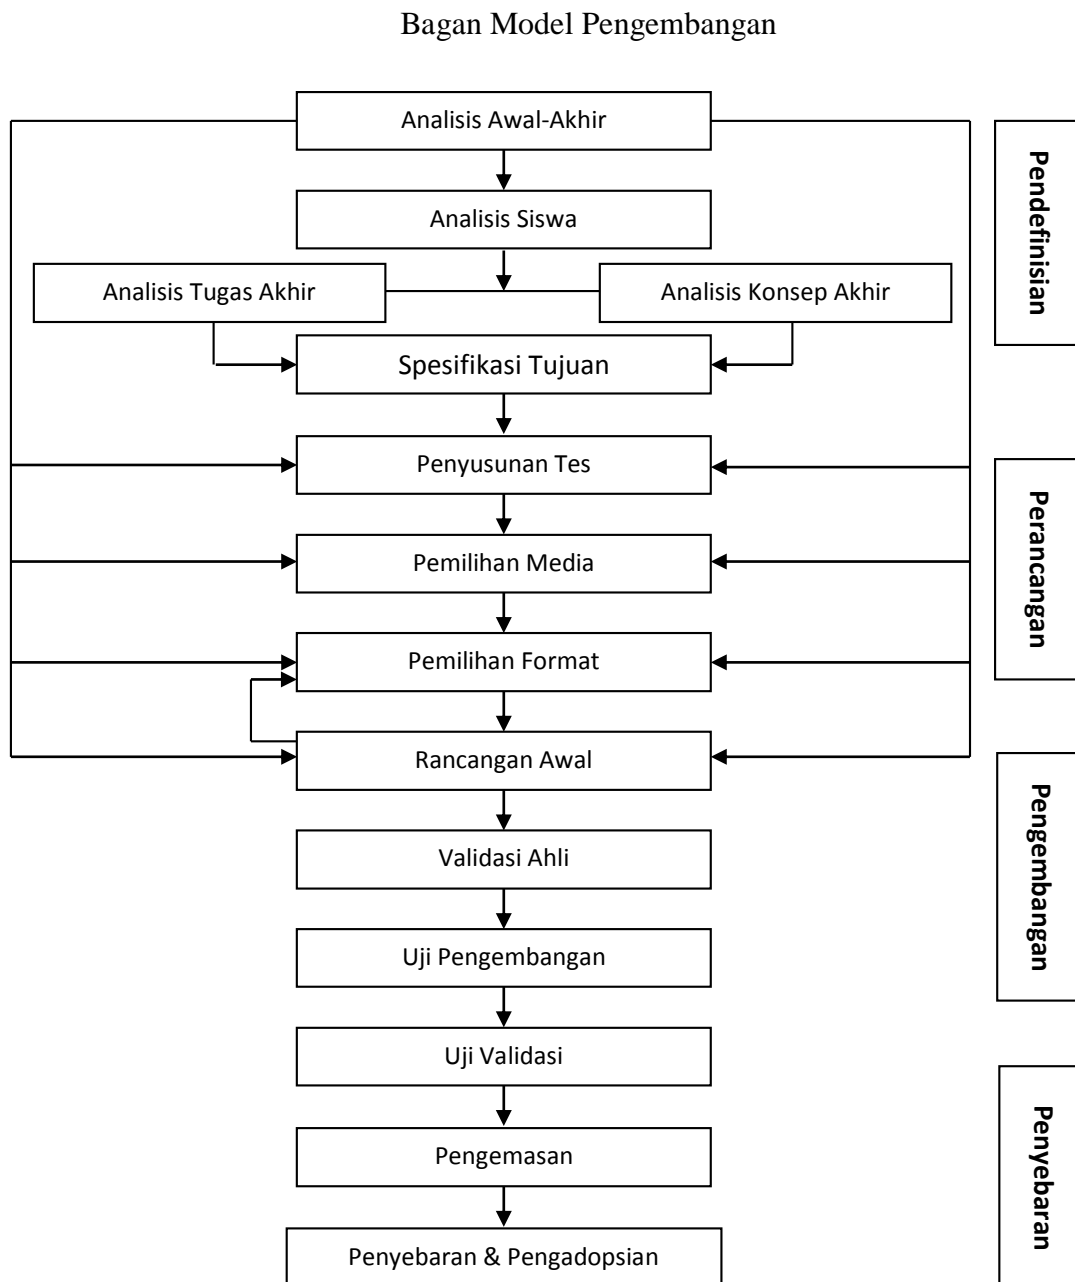 Bagan Model Pengembangan
Analisis Awal-Akhir
Analisis Siswa
Analisis Tugas Akhir
Analisis Konsep Akhir
Spesifikasi Tujuan
Penyusunan Tes
Pemilihan Media
Pemilihan Format
Rancangan Awal
Validasi Ahli
Uji Pengembangan
Uji Validasi
Pengemasan
Penyebaran & Pengadopsian
Pendefinisian
Perancangan
Pengembangan
Penyebaran